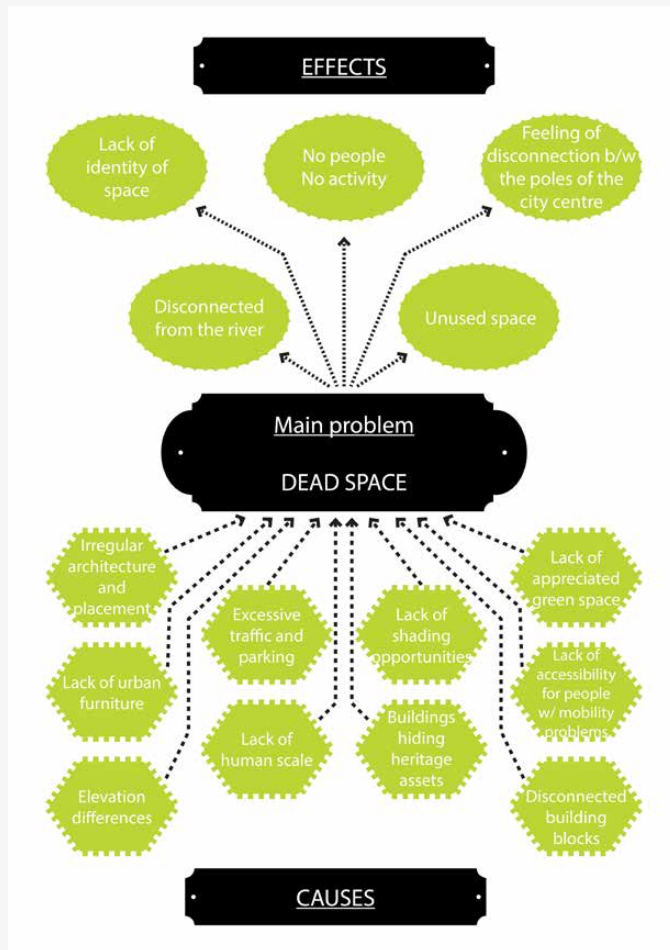 EFFECTS
Lack of
identity of
space
No people
No activity
Feeling of
disconnection b/w
the poles of the
city centre
Disconnected
from the river
Unused space
Main problem
DEAD SPACE
Irregular
architecture
and
placement
Excessive
traffic and
parking
Lack of
shading
opportunities
Lack of
appreciated
green space
Lack of urban
furniture
Lack of
human scale
Buildings
hiding
heritage
assets
Lack of
accessibility
for people
w/ mobility
problems
Elevation
differences
Disconnected
building
blocks
CAUSES